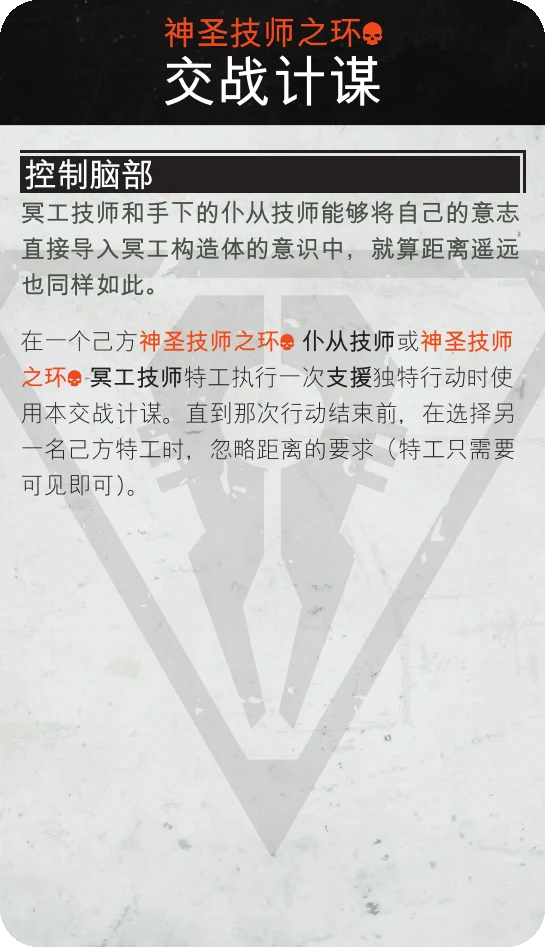 神圣技师之环
交战计谋
控制脑部
冥工技师和手下的仆从技师能够将自己的意志
直接导入冥工构造体的意识中，就算距离遥远
也同样如此。
在一个己方神圣技师之环 仆从技师或神圣技师
之环 冥工技师特工执行一次支援独特行动时使
用本交战计谋。直到那次行动结束前，在选择另
一名己方特工时，忽略距离的要求（特工只需要
可见即可）。